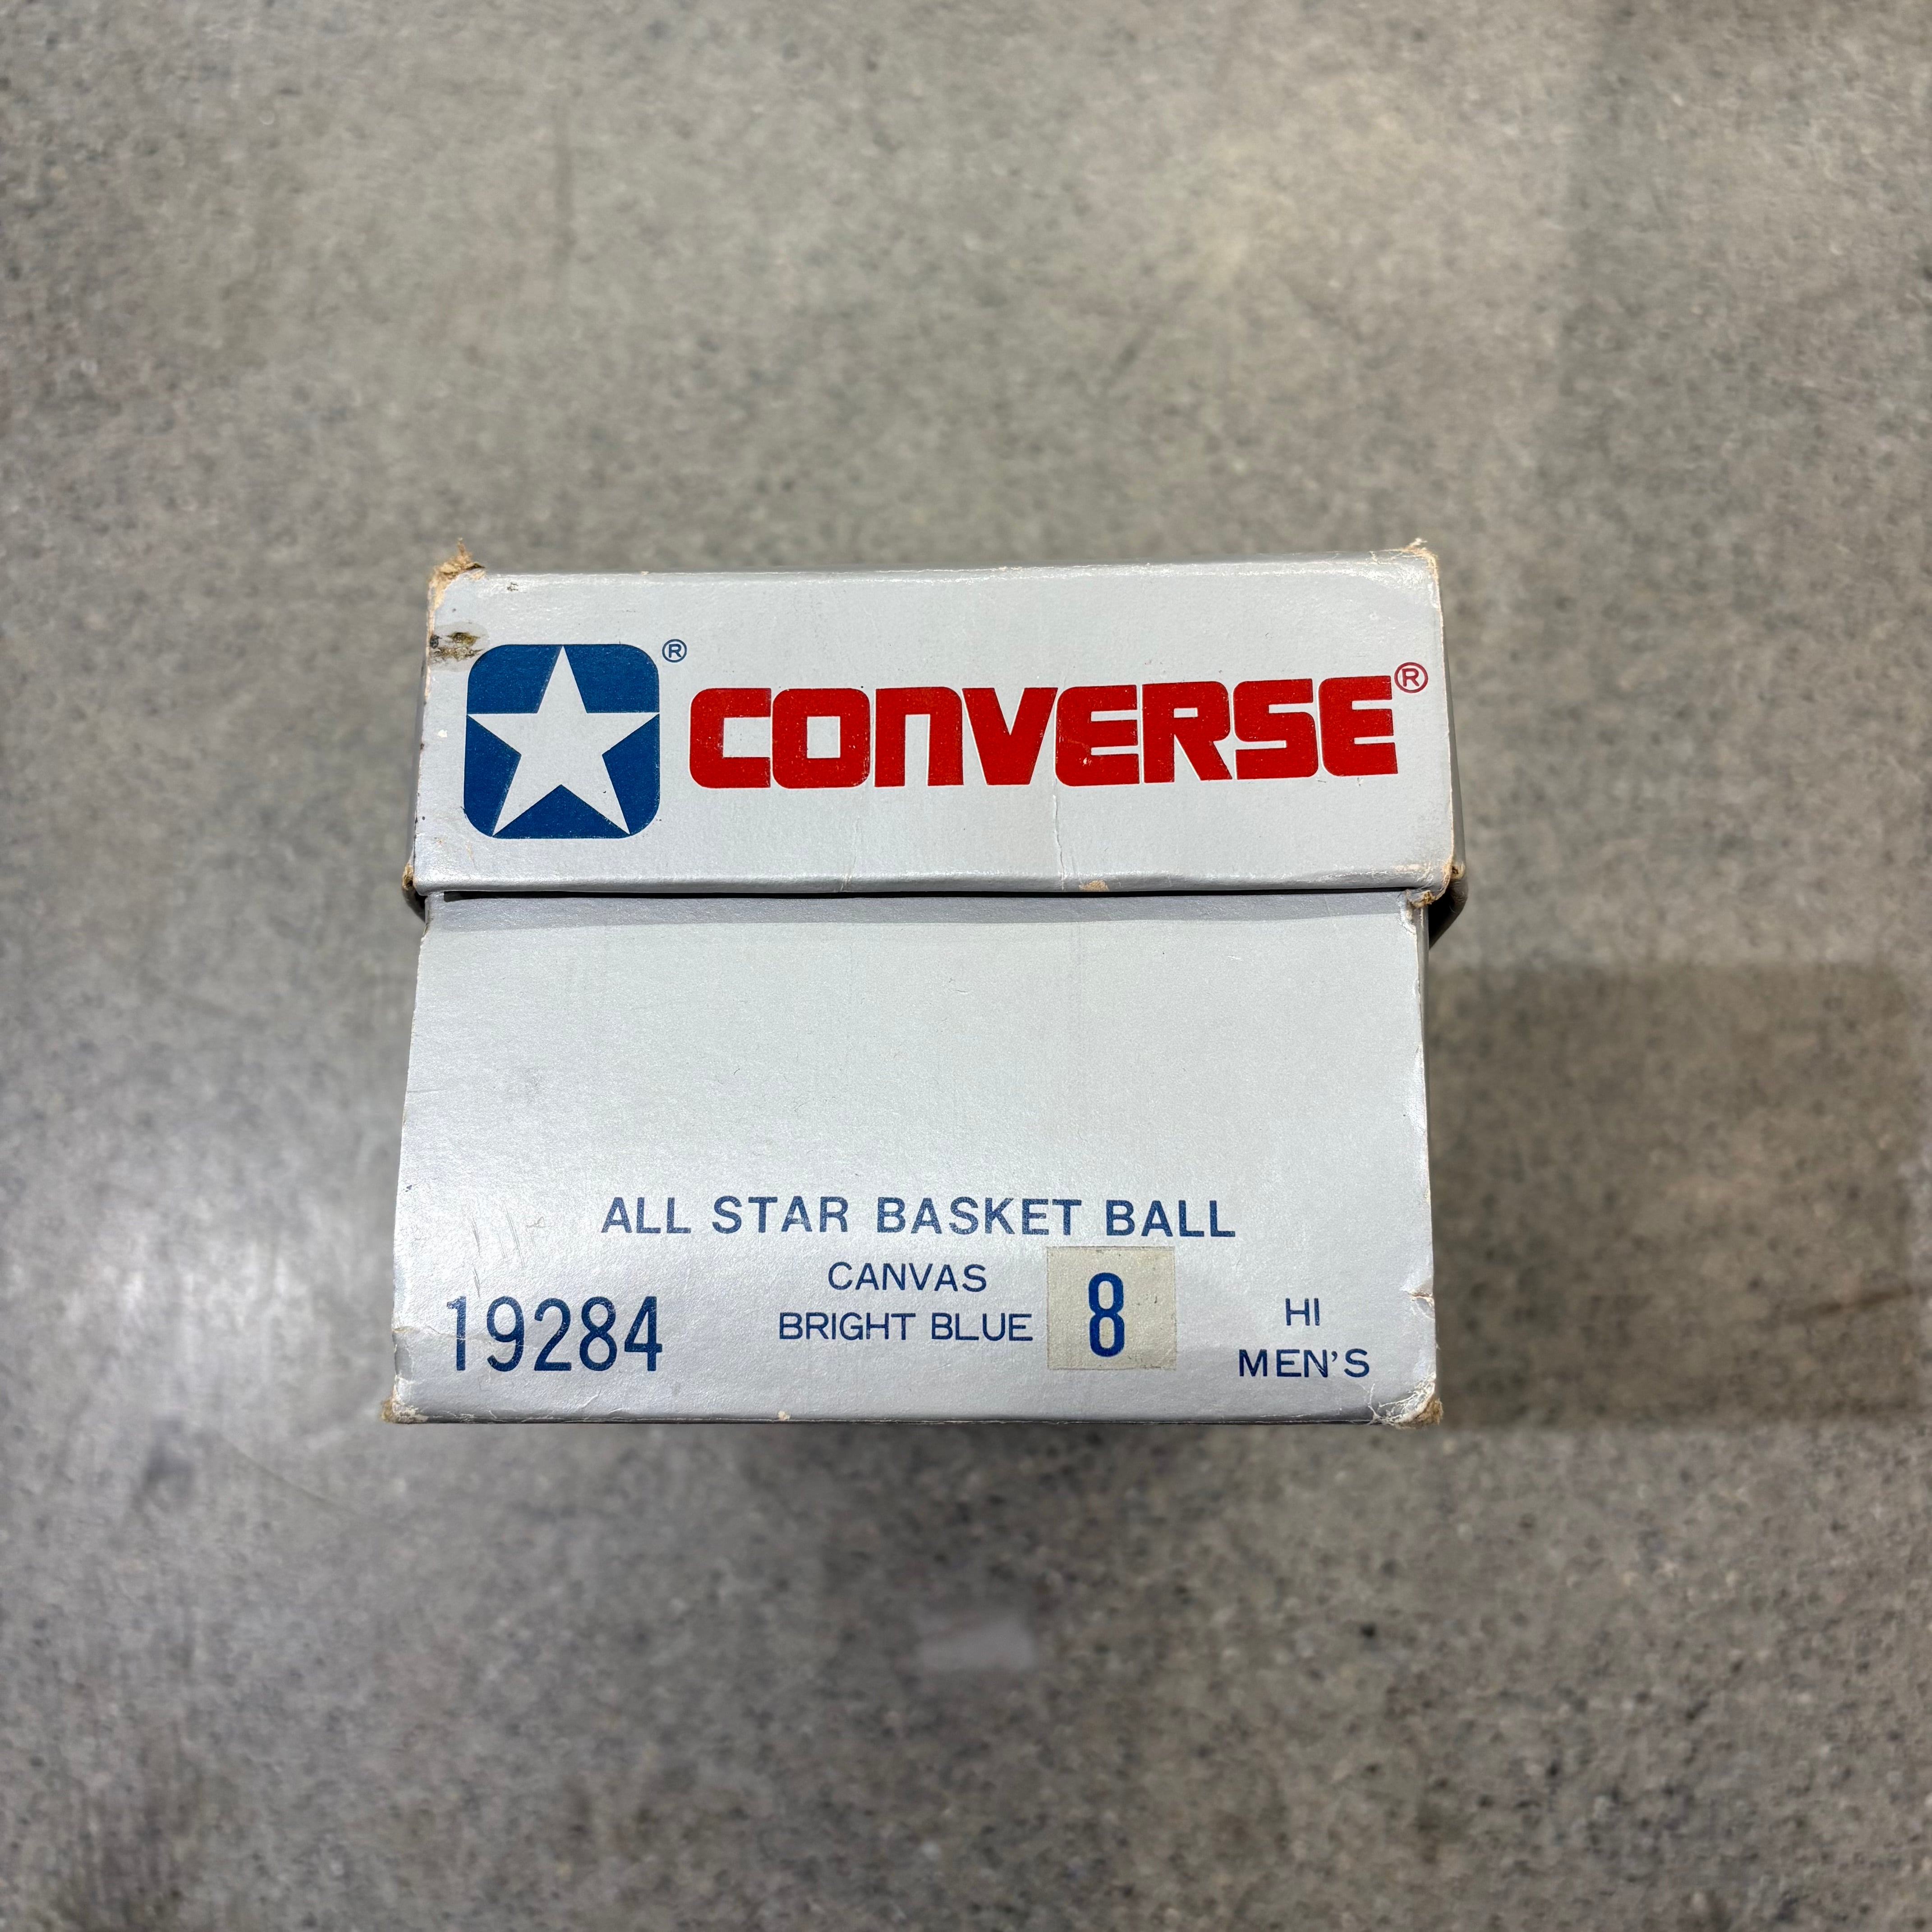 ® CONVERSE®
ALL STAR BASKET BALL
CANVAS
BRIGHT BLUE
19284
8
HI
MEN'S